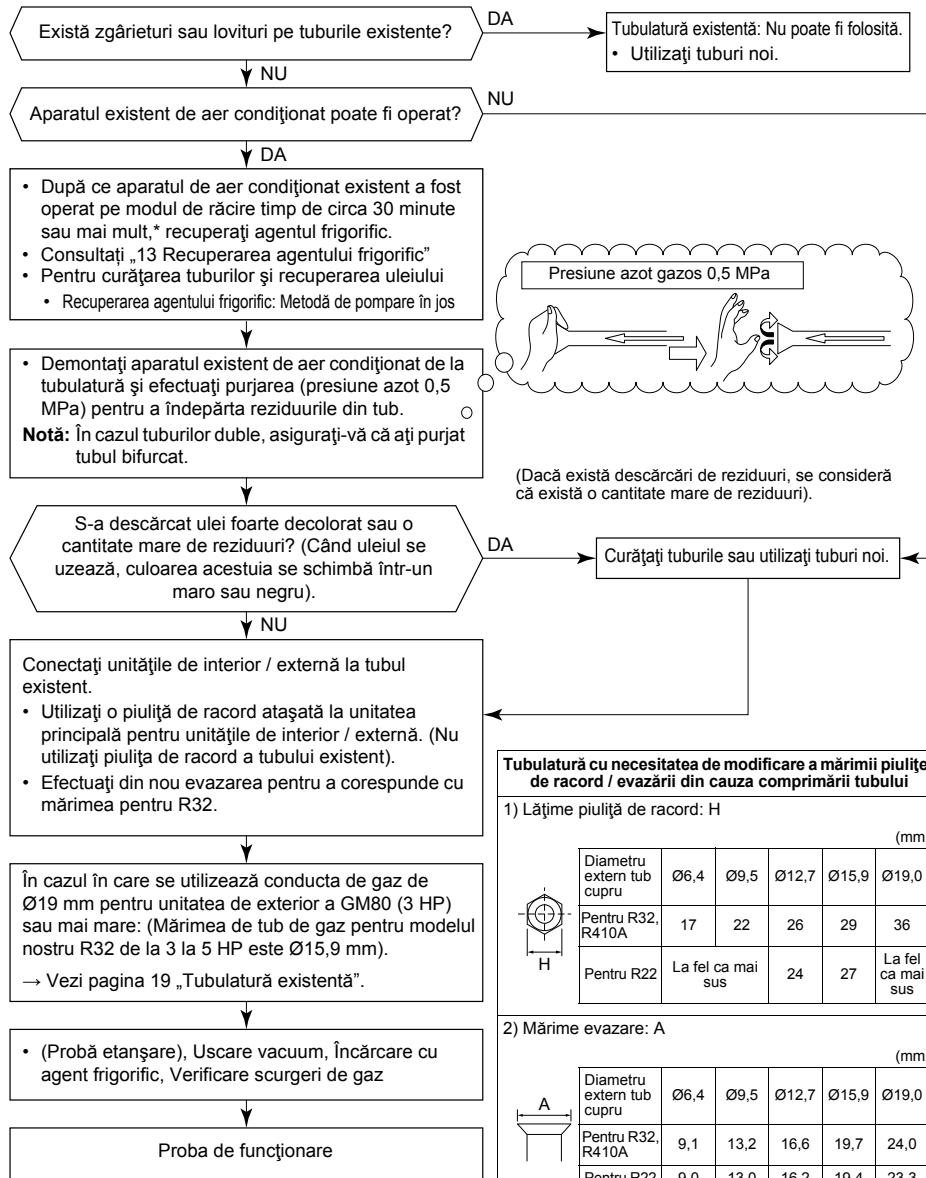 Există zgârieturi sau lovituri pe tuburile existente?
DA
Tubulatură existentă: Nu poate fi folosită.
• Utilizaţi tuburi noi.
NU
Aparatul existent de aer condiţionat poate fi operat?
NU
DA
• După ce aparatul de aer condiţionat existent a fost
operat pe modul de răcire timp de circa 30 minute
sau mai mult,* recuperaţi agentul frigorific.
• Consultați „13 Recuperarea agentului frigorific”
• Pentru curăţarea tuburilor şi recuperarea uleiului
• Recuperarea agentului frigorific: Metodă de pompare în jos
Presiune azot gazos 0,5 MPa
• Demontaţi aparatul existent de aer condiţionat de la
tubulatură şi efectuaţi purjarea (presiune azot 0,5
MPa) pentru a îndepărta reziduurile din tub.
Notă: În cazul tuburilor duble, asiguraţi-vă că aţi purjat
tubul bifurcat.
(Dacă există descărcări de reziduuri, se consideră
că există o cantitate mare de reziduuri).
S-a descărcat ulei foarte decolorat sau o
cantitate mare de reziduuri? (Când uleiul se
uzează, culoarea acestuia se schimbă într-un
maro sau negru).
DA
Curăţaţi tuburile sau utilizaţi tuburi noi.
NU
Conectaţi unităţile de interior / externă la tubul
existent.
• Utilizaţi o piuliţă de racord ataşată la unitatea
principală pentru unităţile de interior / externă. (Nu
utilizaţi piuliţa de racord a tubului existent).
• Efectuaţi din nou evazarea pentru a corespunde cu
mărimea pentru R32.
În cazul în care se utilizează conducta de gaz de
Ø19 mm pentru unitatea de exterior a GM80 (3 HP)
sau mai mare: (Mărimea de tub de gaz pentru modelul
nostru R32 de la 3 la 5 HP este Ø15,9 mm).
→ Vezi pagina 19 „Tubulatură existentă”.
• (Probă etanşare), Uscare vacuum, Încărcare cu
agent frigorific, Verificare scurgeri de gaz
Proba de funcţionare
Tubulatură cu necesitatea de modificare a mărimii piuliţe
de racord / evazării din cauza comprimării tubului
1) Lăţime piuliţă de racord: H
(mm
Diametru
extern tub
cupru
Ø6,4 Ø9,5 Ø12,7 Ø15,9 Ø19,0
Pentru R32,
R410A
17 22 26 29 36
H
Pentru R22
La fel ca mai
sus
24 27
La fel
ca mai
sus
2) Mărime evazare: A
(mm
A
Diametru
extern tub
cupru
Ø6,4 Ø9,5 Ø12,7 Ø15,9 Ø19,0
Pentru R32,
R410A
9,1 13,2 16,6 19,7 24,0
Pentru R22 9,0 13,0 16,2 19,4 23,3